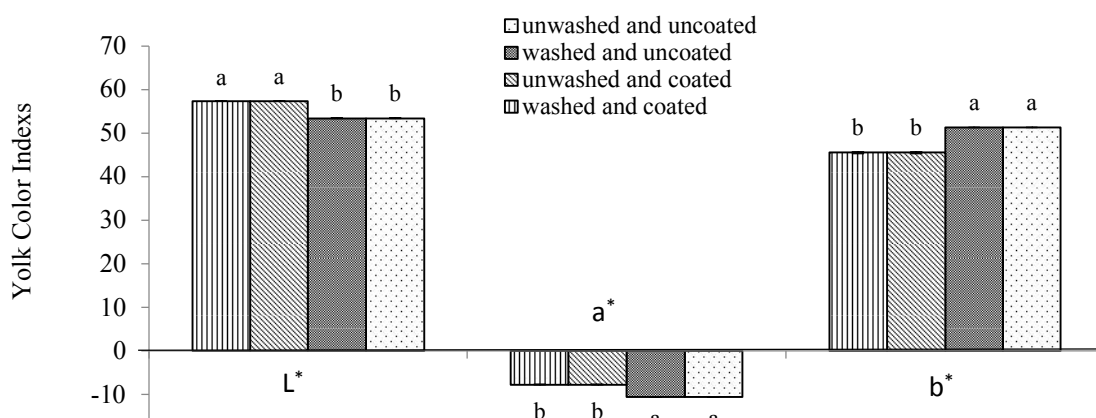 unwashed and uncoated
washed and uncoated
unwashed and coated
washed and coated
Yolk Color Indexs
70
60
50
40
30
20
10
0
-10
a a b b
b b a a
b b a a
L*
a*
b*